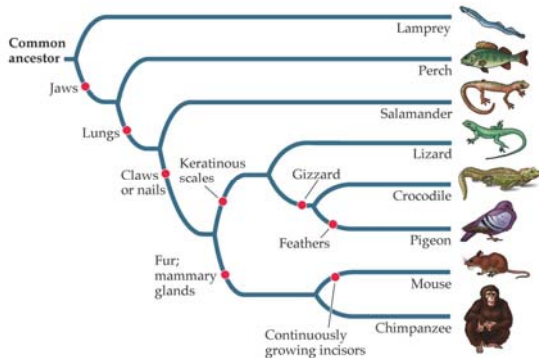 Common
ancestor
Jaws
Lungs
Claws
or nails
Keratinous
scales
Gizzard
Feathers
Fur;
mammary
glands
Continuously
growing incisors
Lamprey
Perch
Salamander
Lizard
Crocodile
Pigeon
Mouse
Chimpanzee